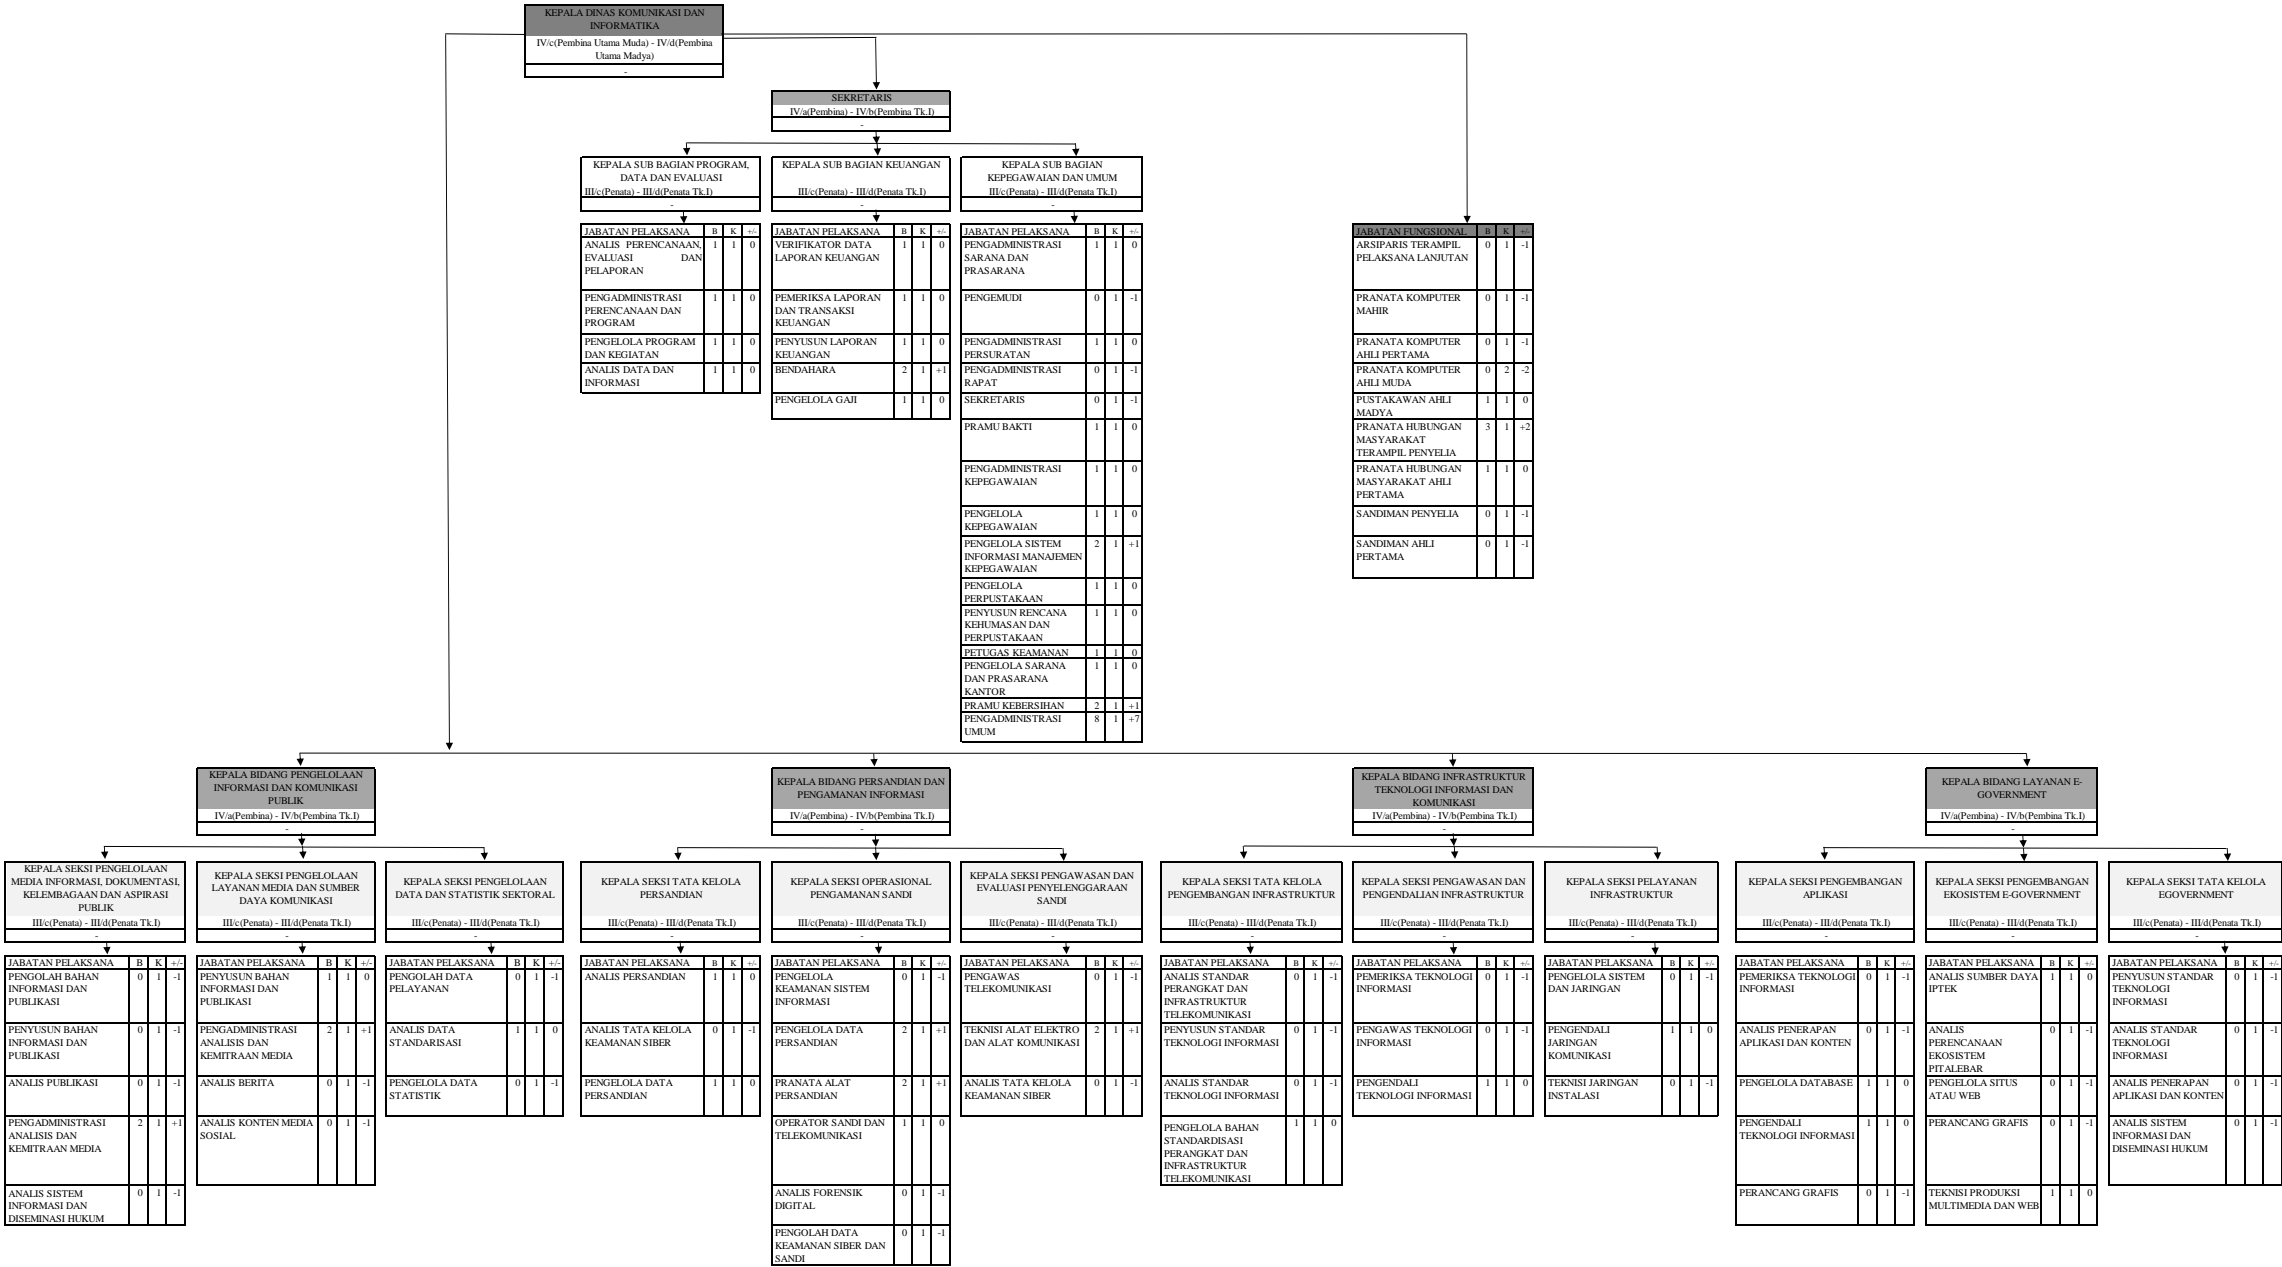 KEPALA DINAS KOMUNIKASI DAN
INFORMATIKA
IV/c(Pembina Utama Muda) - IV/d(Pembina
Utama Madya)
-
SEKRETARIS
IV/a(Pembina) - IV/b(Pembina Tk.I)
-
KEPALA SUB BAGIAN PROGRAM,
DATA DAN EVALUASI
III/c(Penata) - III/d(Penata Tk.I)
-
JABATAN PELAKSANA B K +/-
ANALIS PERENCANAAN, 1 1 0
EVALUASI DAN
PELAPORAN
PENGADMINISTRASI 1 1 0
PERENCANAAN DAN
PROGRAM
PENGELOLA PROGRAM 1 1 0
DAN KEGIATAN
ANALIS DATA DAN 1 1 0
INFORMASI
KEPALA SUB BAGIAN KEUANGAN
III/c(Penata) - III/d(Penata Tk.I)
-
JABATAN PELAKSANA B K +/-
VERIFIKATOR DATA 1 1 0
LAPORAN KEUANGAN
PEMERIKSA LAPORAN 1 1 0
DAN TRANSAKSI
KEUANGAN
PENYUSUN LAPORAN 1 1 0
KEUANGAN
BENDAHARA 2 1 +1
PENGELOLA GAJI 1 1 0
KEPALA SUB BAGIAN
KEPEGAWAIAN DAN UMUM
III/c(Penata) - III/d(Penata Tk.I)
-
JABATAN PELAKSANA B K +/-
PENGADMINISTRASI 1 1 0
SARANA DAN
PRASARANA
PENGEMUDI 0 1 -1
PENGADMINISTRASI 1 1 0
PERSURATAN
PENGADMINISTRASI 0 1 -1
RAPAT
SEKRETARIS 0 1 -1
PRAMU BAKTI 1 1 0
PENGADMINISTRASI 1 1 0
KEPEGAWAIAN
PENGELOLA 1 1 0
KEPEGAWAIAN
PENGELOLA SISTEM 2 1 +1
INFORMASI MANAJEMEN
KEPEGAWAIAN
PENGELOLA 1 1 0
PERPUSTAKAAN
PENYUSUN RENCANA 1 1 0
KEHUMASAN DAN
PERPUSTAKAAN
PETUGAS KEAMANAN 1 1 0
PENGELOLA SARANA 1 1 0
DAN PRASARANA
KANTOR
PRAMU KEBERSIHAN 2 1 +1
PENGADMINISTRASI 8 1 +7
UMUM
JABATAN FUNGSIONAL B K +/-
ARSIPARIS TERAMPIL 0 1 -1
PELAKSANA LANJUTAN
PRANATA KOMPUTER 0 1 -1
MAHIR
PRANATA KOMPUTER 0 1 -1
AHLI PERTAMA
PRANATA KOMPUTER 0 2 -2
AHLI MUDA
PUSTAKAWAN AHLI 1 1 0
MADYA
PRANATA HUBUNGAN 3 1 +2
MASYARAKAT
TERAMPIL PENYELIA
PRANATA HUBUNGAN 1 1 0
MASYARAKAT AHLI
PERTAMA
SANDIMAN PENYELIA 0 1 -1
SANDIMAN AHLI 0 1 -1
PERTAMA
KEPALA BIDANG PENGELOLAAN
INFORMASI DAN KOMUNIKASI
PUBLIK
IV/a(Pembina) - IV/b(Pembina Tk.I)
-
KEPALA SEKSI PENGELOLAAN
MEDIA INFORMASI, DOKUMENTASI,
KELEMBAGAAN DAN ASPIRASI
PUBLIK
III/c(Penata) - III/d(Penata Tk.I)
-
JABATAN PELAKSANA B K +/-
PENGOLAH BAHAN 0 1 -1
INFORMASI DAN
PUBLIKASI
PENYUSUN BAHAN 0 1 -1
INFORMASI DAN
PUBLIKASI
ANALIS PUBLIKASI 0 1 -1
PENGADMINISTRASI 2 1 +1
ANALISIS DAN
KEMITRAAN MEDIA
ANALIS SISTEM 0 1 -1
INFORMASI DAN
DISEMINASI HUKUM
KEPALA SEKSI PENGELOLAAN
LAYANAN MEDIA DAN SUMBER
DAYA KOMUNIKASI
III/c(Penata) - III/d(Penata Tk.I)
-
JABATAN PELAKSANA B K +/-
PENYUSUN BAHAN 1 1 0
INFORMASI DAN
PUBLIKASI
PENGADMINISTRASI 2 1 +1
ANALISIS DAN
KEMITRAAN MEDIA
ANALIS BERITA 0 1 -1
ANALIS KONTEN MEDIA 0 1 -1
SOSIAL
KEPALA SEKSI PENGELOLAAN
DATA DAN STATISTIK SEKTORAL
III/c(Penata) - III/d(Penata Tk.I)
-
JABATAN PELAKSANA B K +/-
PENGOLAH DATA 0 1 -1
PELAYANAN
ANALIS DATA 1 1 0
STANDARISASI
PENGELOLA DATA 0 1 -1
STATISTIK
KEPALA BIDANG PERSANDIAN DAN
PENGAMANAN INFORMASI
IV/a(Pembina) - IV/b(Pembina Tk.I)
-
KEPALA SEKSI TATA KELOLA
PERSANDIAN
III/c(Penata) - III/d(Penata Tk.I)
-
JABATAN PELAKSANA B K +/-
ANALIS PERSANDIAN 1 1 0
ANALIS TATA KELOLA 0 1 -1
KEAMANAN SIBER
PENGELOLA DATA 1 1 0
PERSANDIAN
KEPALA SEKSI OPERASIONAL
PENGAMANAN SANDI
III/c(Penata) - III/d(Penata Tk.I)
-
JABATAN PELAKSANA B K +/-
PENGELOLA 0 1 -1
KEAMANAN SISTEM
INFORMASI
PENGELOLA DATA 2 1 +1
PERSANDIAN
PRANATA ALAT 2 1 +1
PERSANDIAN
OPERATOR SANDI DAN 1 1 0
TELEKOMUNIKASI
ANALIS FORENSIK 0 1 -1
DIGITAL
PENGOLAH DATA 0 1 -1
KEAMANAN SIBER DAN
SANDI
KEPALA SEKSI PENGAWASAN DAN
EVALUASI PENYELENGGARAAN
SANDI
III/c(Penata) - III/d(Penata Tk.I)
-
JABATAN PELAKSANA B K +/-
PENGAWAS 0 1 -1
TELEKOMUNIKASI
TEKNISI ALAT ELEKTRO 2 1 +1
DAN ALAT KOMUNIKASI
ANALIS TATA KELOLA 0 1 -1
KEAMANAN SIBER
KEPALA BIDANG INFRASTRUKTUR
TEKNOLOGI INFORMASI DAN
KOMUNIKASI
IV/a(Pembina) - IV/b(Pembina Tk.I)
-
KEPALA SEKSI TATA KELOLA
PENGEMBANGAN INFRASTRUKTUR
III/c(Penata) - III/d(Penata Tk.I)
-
JABATAN PELAKSANA B K +/-
ANALIS STANDAR 0 1 -1
PERANGKAT DAN
INFRASTRUKTUR
TELEKOMUNIKASI
PENYUSUN STANDAR 0 1 -1
TEKNOLOGI INFORMASI
ANALIS STANDAR 0 1 -1
TEKNOLOGI INFORMASI
PENGELOLA BAHAN 1 1 0
STANDARDISASI
PERANGKAT DAN
INFRASTRUKTUR
TELEKOMUNIKASI
KEPALA SEKSI PENGAWASAN DAN
PENGENDALIAN INFRASTRUKTUR
III/c(Penata) - III/d(Penata Tk.I)
-
JABATAN PELAKSANA B K +/-
PEMERIKSA TEKNOLOGI 0 1 -1
INFORMASI
PENGAWAS TEKNOLOGI 0 1 -1
INFORMASI
PENGENDALI 1 1 0
TEKNOLOGI INFORMASI
KEPALA SEKSI PELAYANAN
INFRASTRUKTUR
III/c(Penata) - III/d(Penata Tk.I)
-
JABATAN PELAKSANA B K +/-
PENGELOLA SISTEM 0 1 -1
DAN JARINGAN
PENGENDALI 1 1 0
JARINGAN
KOMUNIKASI
TEKNISI JARINGAN 0 1 -1
INSTALASI
KEPALA BIDANG LAYANAN E-
GOVERNMENT
IV/a(Pembina) - IV/b(Pembina Tk.I)
-
KEPALA SEKSI PENGEMBANGAN
APLIKASI
III/c(Penata) - III/d(Penata Tk.I)
-
JABATAN PELAKSANA B K +/-
PEMERIKSA TEKNOLOGI 0 1 -1
INFORMASI
ANALIS PENERAPAN 0 1 -1
APLIKASI DAN KONTEN
PENGELOLA DATABASE 1 1 0
PENGENDALI 1 1 0
TEKNOLOGI INFORMASI
PERANCANG GRAFIS 0 1 -1
KEPALA SEKSI PENGEMBANGAN
EKOSISTEM E-GOVERNMENT
III/c(Penata) - III/d(Penata Tk.I)
-
JABATAN PELAKSANA B K +/-
ANALIS SUMBER DAYA 1 1 0
IPTEK
ANALIS 0 1 -1
PERENCANAAN
EKOSISTEM
PITALEBAR
PENGELOLA SITUS 0 1 -1
ATAU WEB
PERANCANG GRAFIS 0 1 -1
TEKNISI PRODUKSI 1 1 0
MULTIMEDIA DAN WEB
KEPALA SEKSI TATA KELOLA
EGOVERNMENT
III/c(Penata) - III/d(Penata Tk.I)
-
JABATAN PELAKSANA B K +/-
PENYUSUN STANDAR 0 1 -1
TEKNOLOGI
INFORMASI
ANALIS STANDAR 0 1 -1
TEKNOLOGI
INFORMASI
ANALIS PENERAPAN 0 1 -1
APLIKASI DAN KONTEN
ANALIS SISTEM 0 1 -1
INFORMASI DAN
DISEMINASI HUKUM